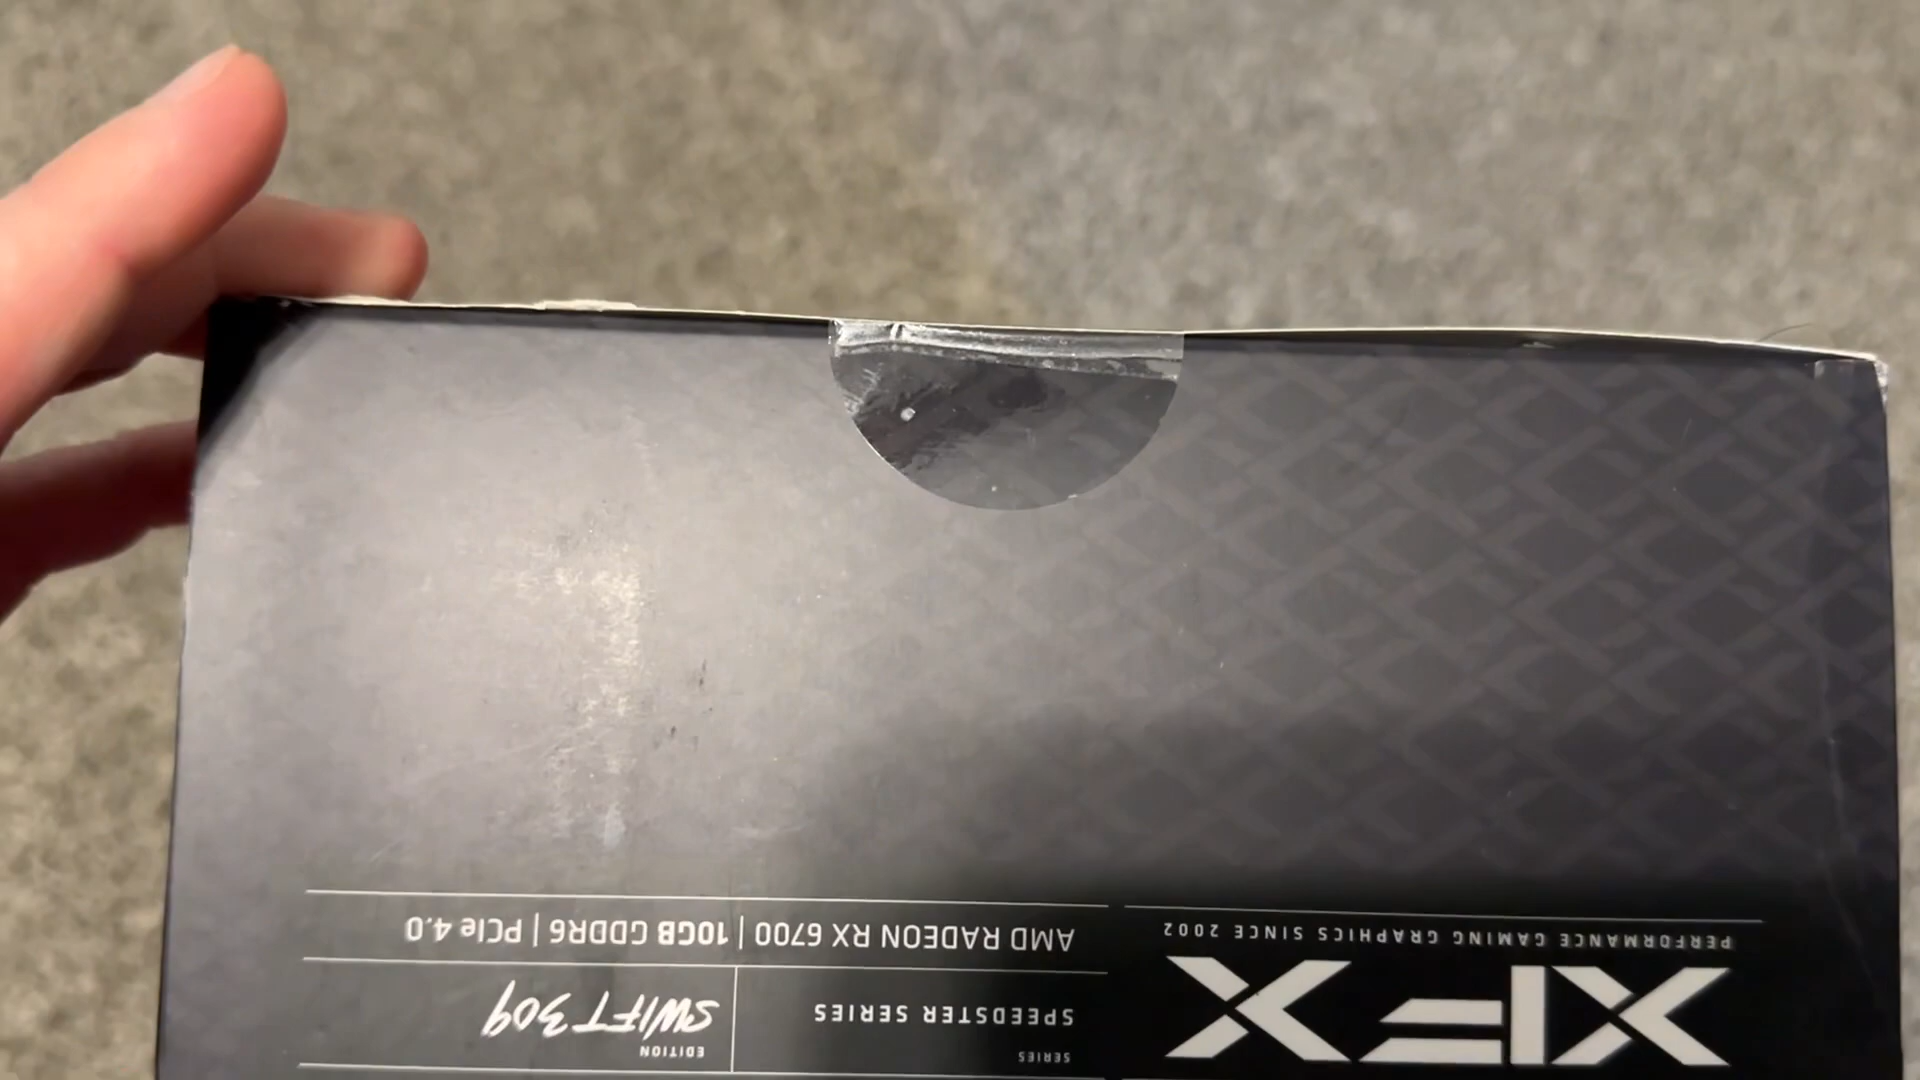 XFX
PERFORMANCE GAMING GRAPHICS SINCE 2002
SERIES
SPEEDSTER SERIES
EDITION
SWIFT 309
AMD RADEON RX 6700 | 10GB GDDR6 | PCIe 4.0